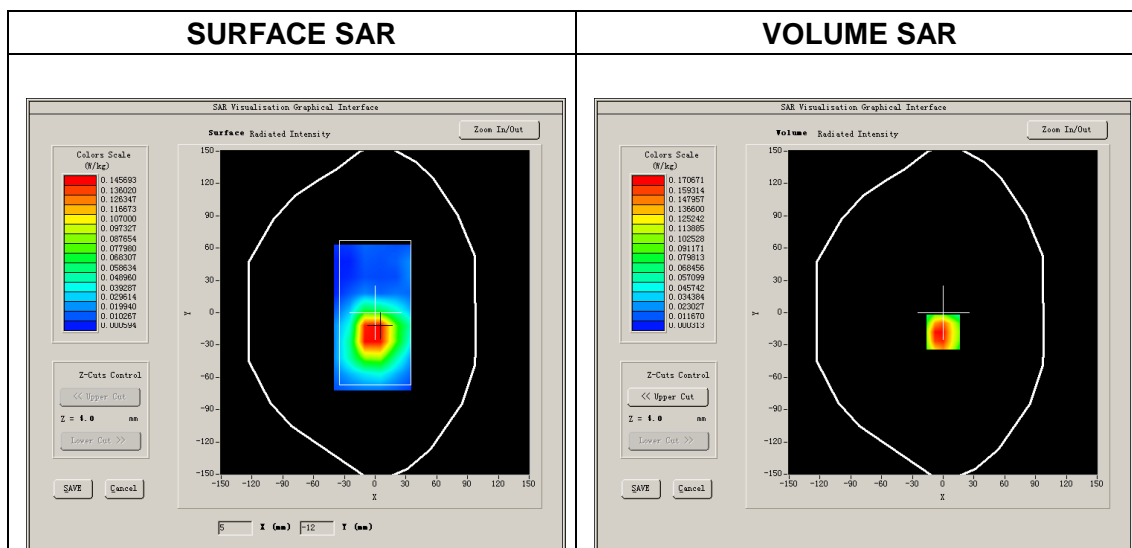 SURFACE SAR
VOLUME SAR
SAR Visualisation Graphical Interface
Surface Radiated Intensity
Zoom In/Out
Colors Scale
(W/kg)
0.145693
0.136020
0.126347
0.116673
0.107000
0.097327
0.087654
0.077980
0.068307
0.058634
0.048960
0.039287
0.029614
0.019940
0.010267
0.000594
150
120
90
60
30
0
-30
-60
-90
-120
-150
Y
-150 -120 -90 -60 -30 0 30 60 90 120 150
X
Z-Cuts Control
<< Upper Cut
Z = 4.0 mm
Lower Cut >>
SAVE Cancel
5 X (mm) -12 Y (mm)
SAR Visualisation Graphical Interface
Volume Radiated Intensity
Zoom In/Out
Colors Scale
(W/kg)
0.170671
0.159314
0.147957
0.136600
0.125242
0.113885
0.102528
0.091171
0.079813
0.068456
0.057099
0.045742
0.034384
0.023027
0.011670
0.000313
150
120
90
60
30
0
-30
-60
-90
-120
-150
Y
-150 -120 -90 -60 -30 0 30 60 90 120 150
X
Z-Cuts Control
<< Upper Cut
Z = 4.0 mm
Lower Cut >>
SAVE Cancel